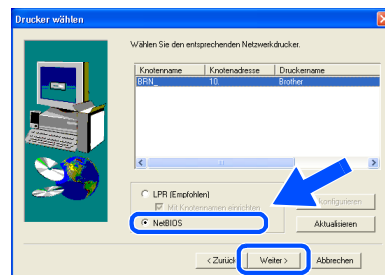 Drucker wählen
Wählen Sie den entsprechenden Netzwerkdrucker.
Knotenname Knotenadresse Druckername
BRN_ 10. Brother
LPR (Empfohlen)
Mit Knotennamen einrichten
Konfigurieren
NetBIOS
Aktualisieren
< Zurück Weiter > Abbrechen